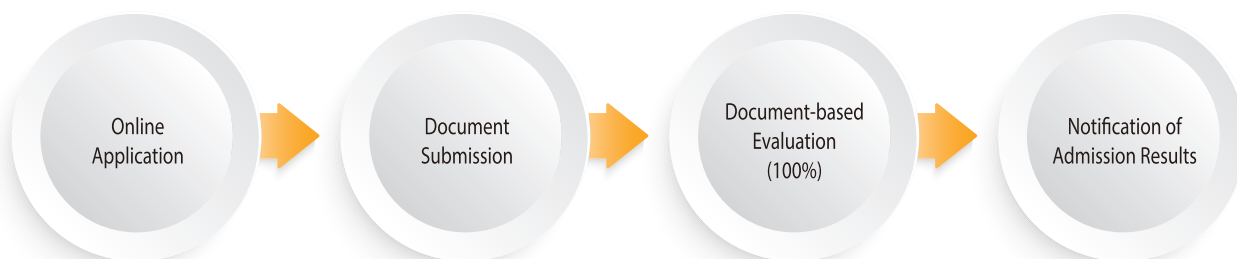 Online
Application
Document
Submission
Document-based
Evaluation
(100%)
Notification of
Admission Results